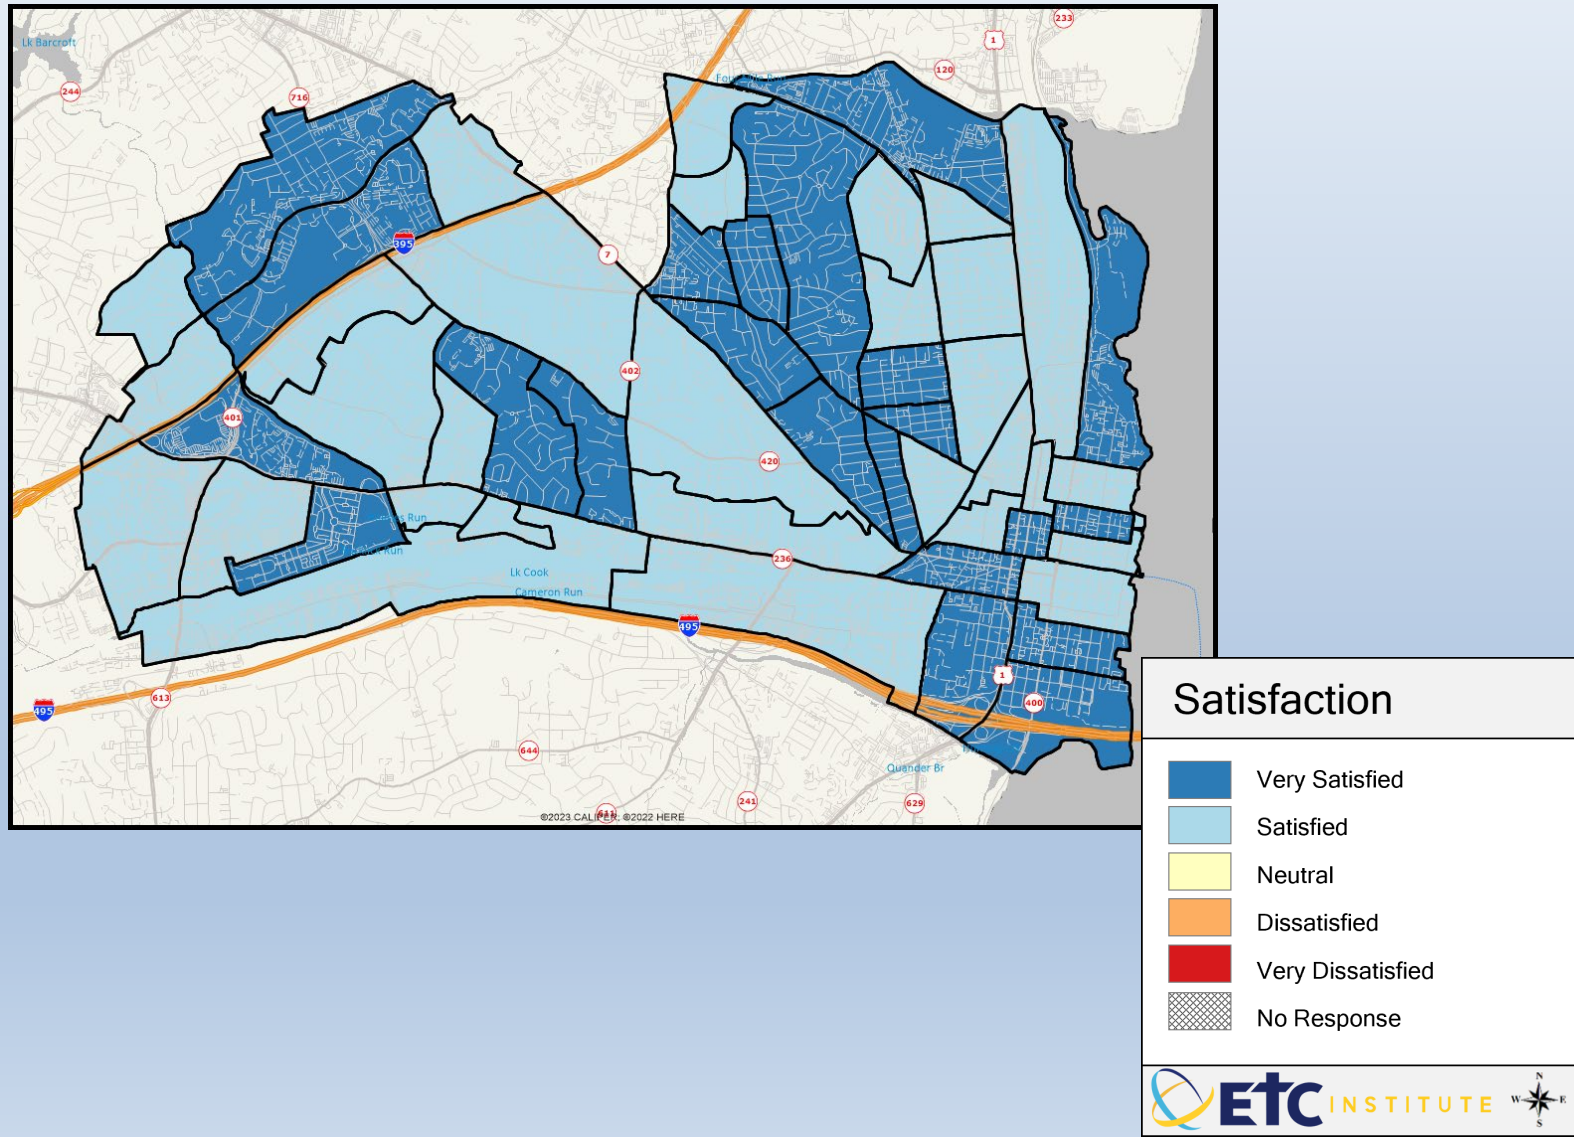 233
1
Lk Barcroft
120
244
716
395
7
402
401
420
236
Lk Cook
Cameron Run
495
1
613
400
495
644
Quander Br
241
629
©2023 CALIPER; ©2022 HERE
Satisfaction
Very Satisfied
Satisfied
Neutral
Dissatisfied
Very Dissatisfied
No Response
ETC INSTITUTE
N
W E
S